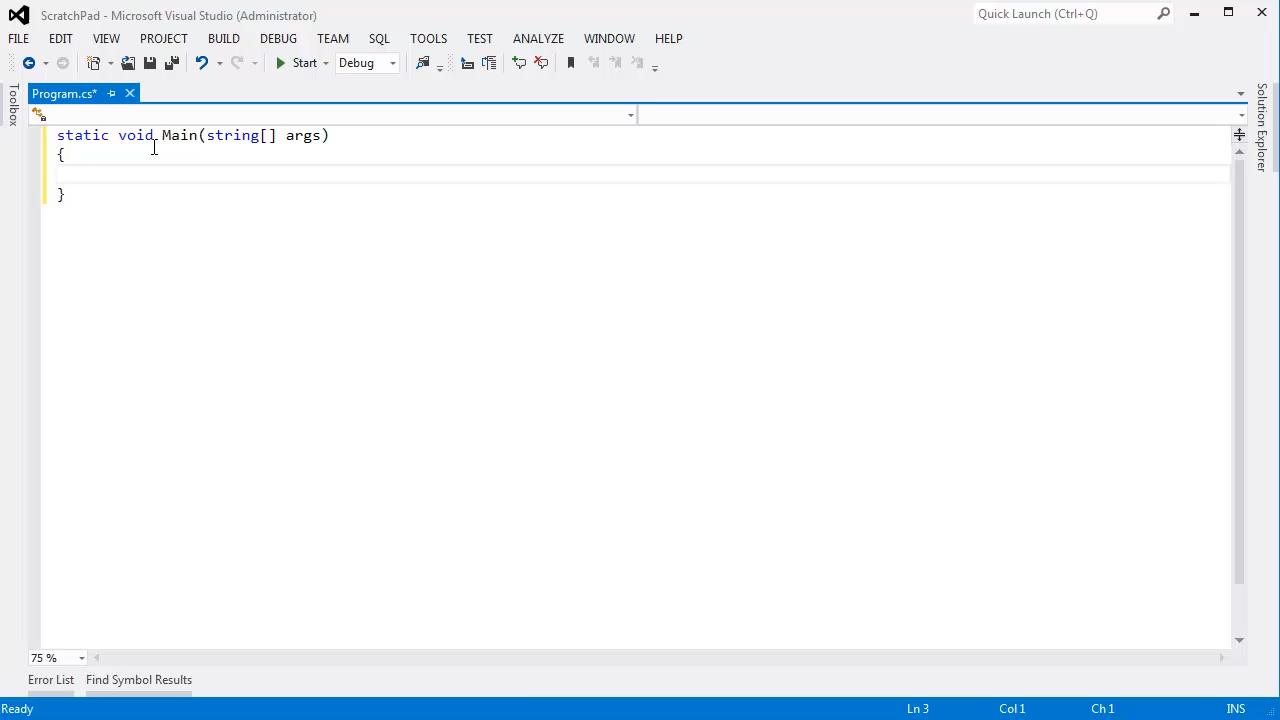 ScratchPad - Microsoft Visual Studio (Administrator)
Quick Launch (Ctrl+Q)
FILE EDIT VIEW PROJECT BUILD DEBUG TEAM SQL TOOLS TEST ANALYZE WINDOW HELP
Start Debug
Toolbox
Program.cs*
Solution Explorer
static void Main(string[] args)
{
}
75 %
Error List Find Symbol Results
Ready Ln 3 Col 1 Ch 1 INS